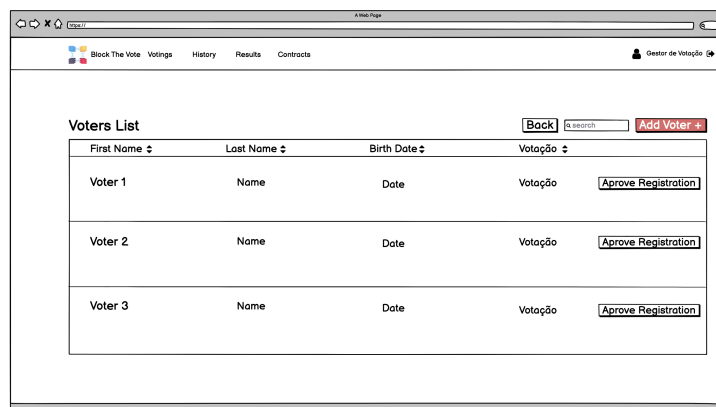 A Web Page
https://
Block The Vote Votings History Results Contracts Gestor de Votação
Voters List Back search Add Voter +
First Name Last Name Birth Date Votação
Voter 1 Name Date Votação Aprove Registration
Voter 2 Name Date Votação Aprove Registration
Voter 3 Name Date Votação Aprove Registration